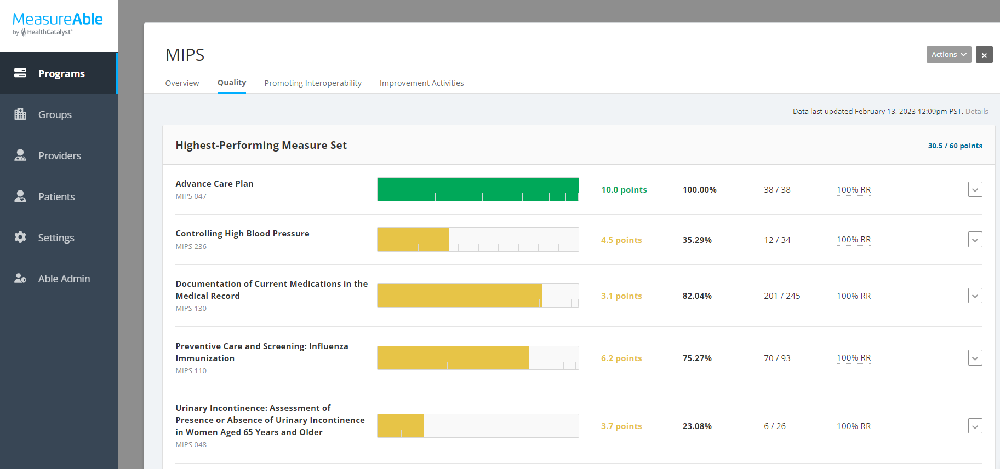 MeasureAble
by HealthCatalyst®
Programs
Groups
Providers
Patients
Settings
Able Admin
MIPS
Actions
Overview
Quality
Promoting Interoperability
Improvement Activities
Data last updated February 13, 2023 12:09pm PST. Details
Highest-Performing Measure Set
30.5 / 60 points
Advance Care Plan
MIPS 047
10.0 points
100.00%
38 / 38
100% RR
Controlling High Blood Pressure
MIPS 236
4.5 points
35.29%
12 / 34
100% RR
Documentation of Current Medications in the
Medical Record
MIPS 130
3.1 points
82.04%
201 / 245
100% RR
Preventive Care and Screening: Influenza
Immunization
MIPS 110
6.2 points
75.27%
70 / 93
100% RR
Urinary Incontinence: Assessment of
Presence or Absence of Urinary Incontinence
in Women Aged 65 Years and Older
MIPS 048
3.7 points
23.08%
6 / 26
100% RR